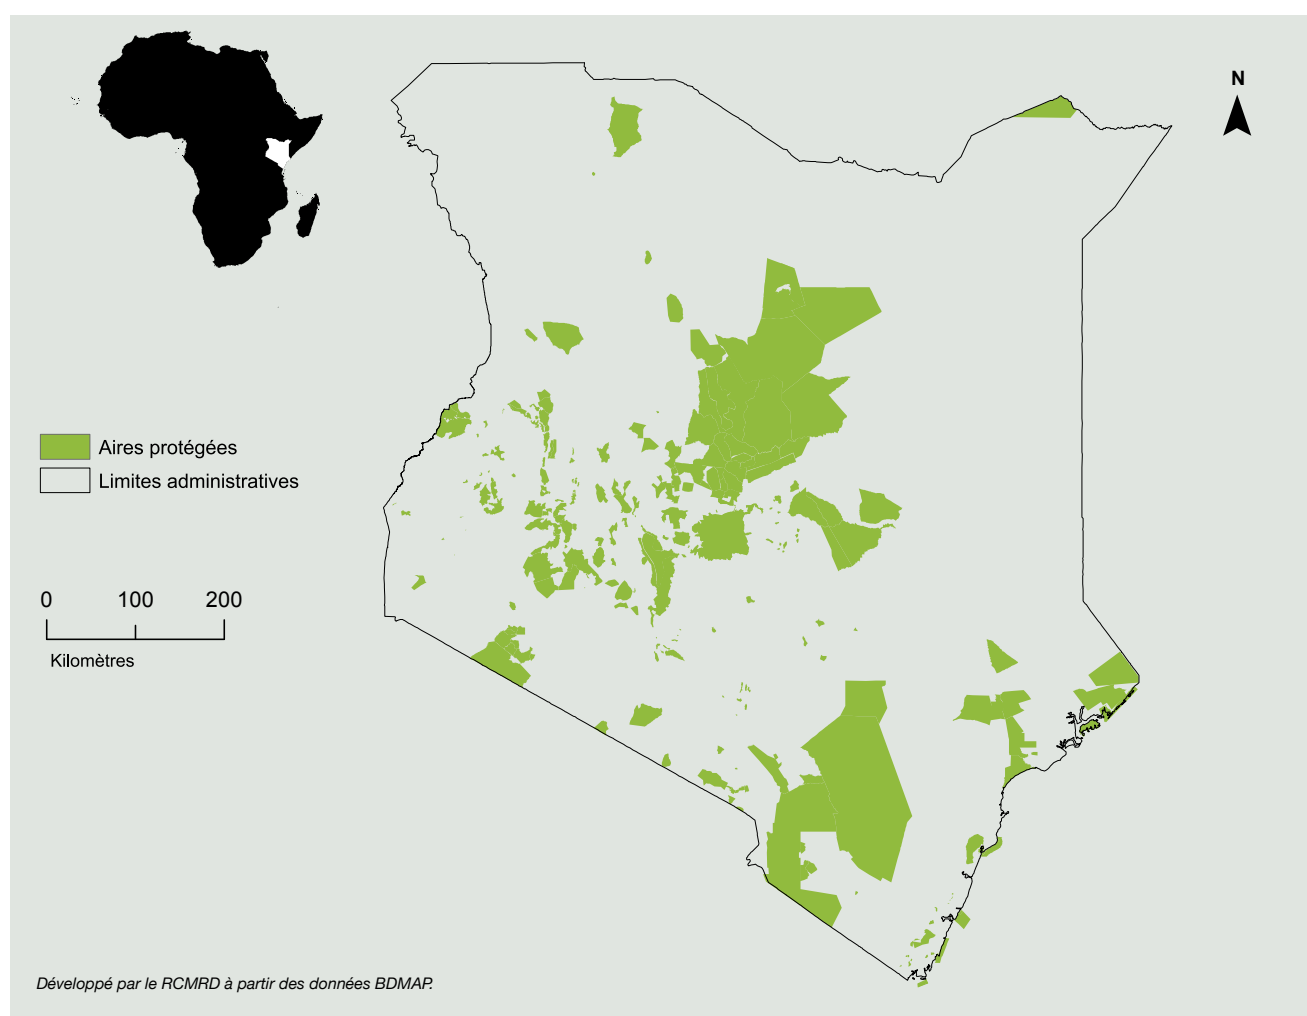 N
Aires protégées
Limites administratives
0 100 200
Kilomètres
Développé par le RCMRD à partir des données BDMAP.